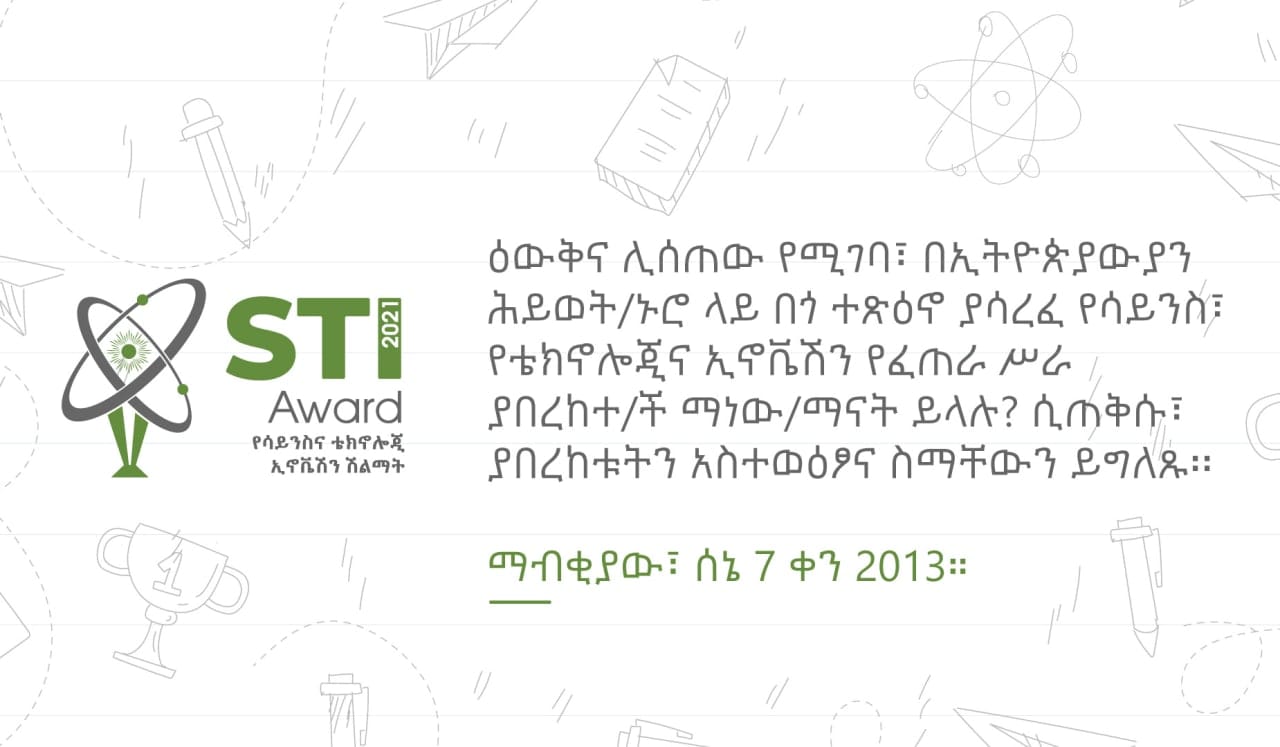 STI 2021
Award
የሳይንስና ቴክኖሎጂ
ኢኖቬሽን ሽልማት
ዕውቅና ሊሰጠው የሚገባ፣ በኢትዮጵያውያን
ሕይወት/ኑሮ ላይ በጎ ተጽዕኖ ያሳረፈ የሳይንስ፣
የቴክኖሎጂና ኢኖቬሽን የፈጠራ ሥራ
ያበረከተ/ች ማነው/ማናት ይላሉ? ሲጠቅሱ፣
ያበረከቱትን አስተወዕፆና ስማቸውን ይግለጹ።
ማብቂያው፣ ሰኔ 7 ቀን 2013።
1